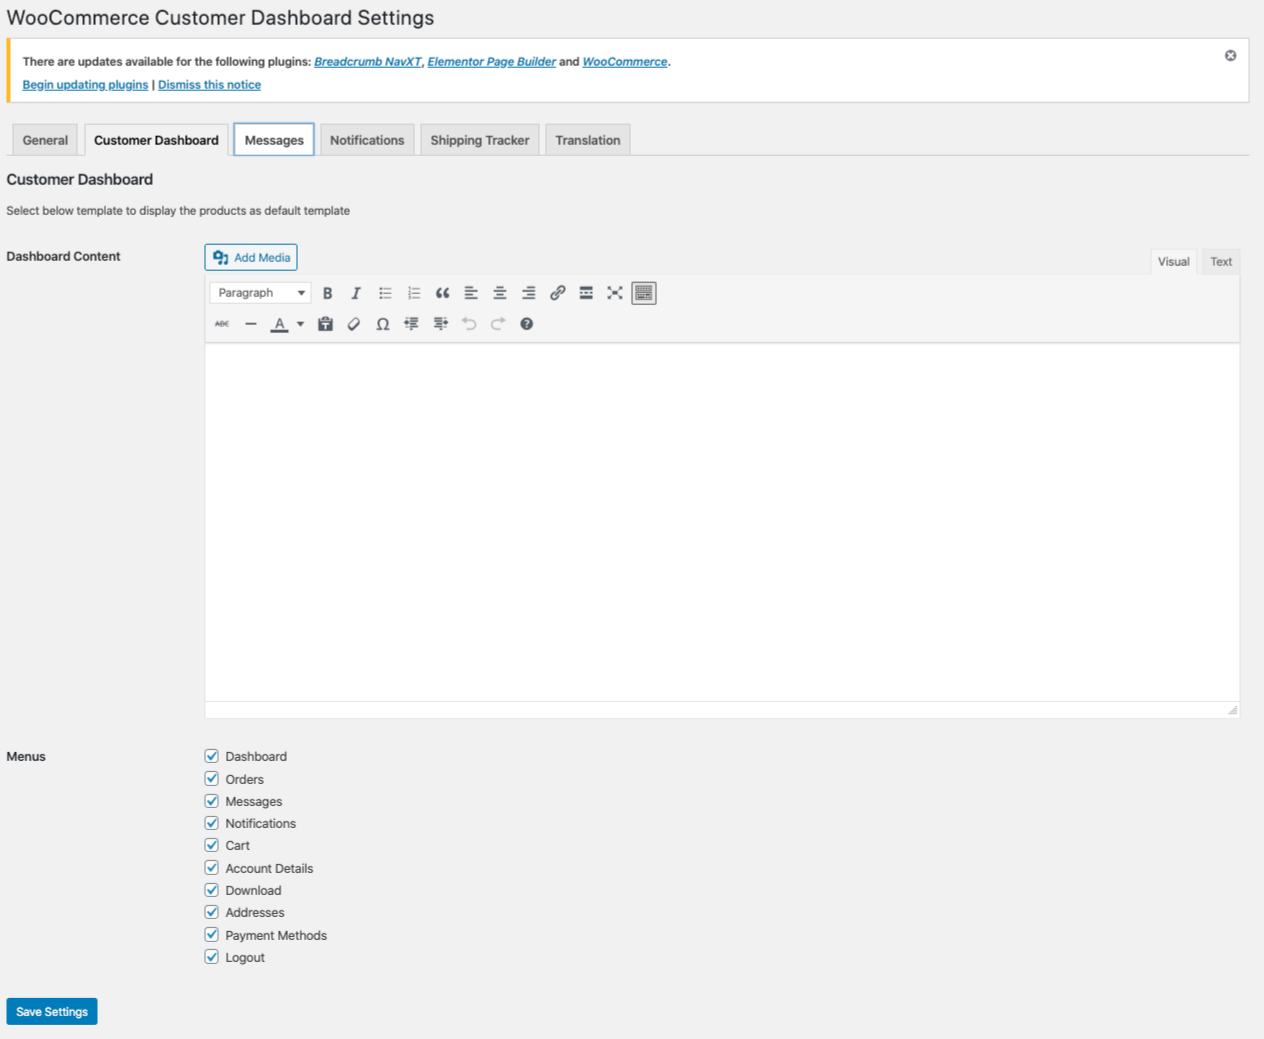 WooCommerce Customer Dashboard Settings
There are updates available for the following plugins: Breadcrumb NavXT, Elementor Page Builder and WooCommerce.
Begin updating plugins | Dismiss this notice
General Customer Dashboard Messages Notifications Shipping Tracker Translation
Customer Dashboard
Select below template to display the products as default template
Dashboard Content
Add Media
Visual Text
Paragraph B I
ABC A Ω
Menus
Dashboard
Orders
Messages
Notifications
Cart
Account Details
Download
Addresses
Payment Methods
Logout
Save Settings